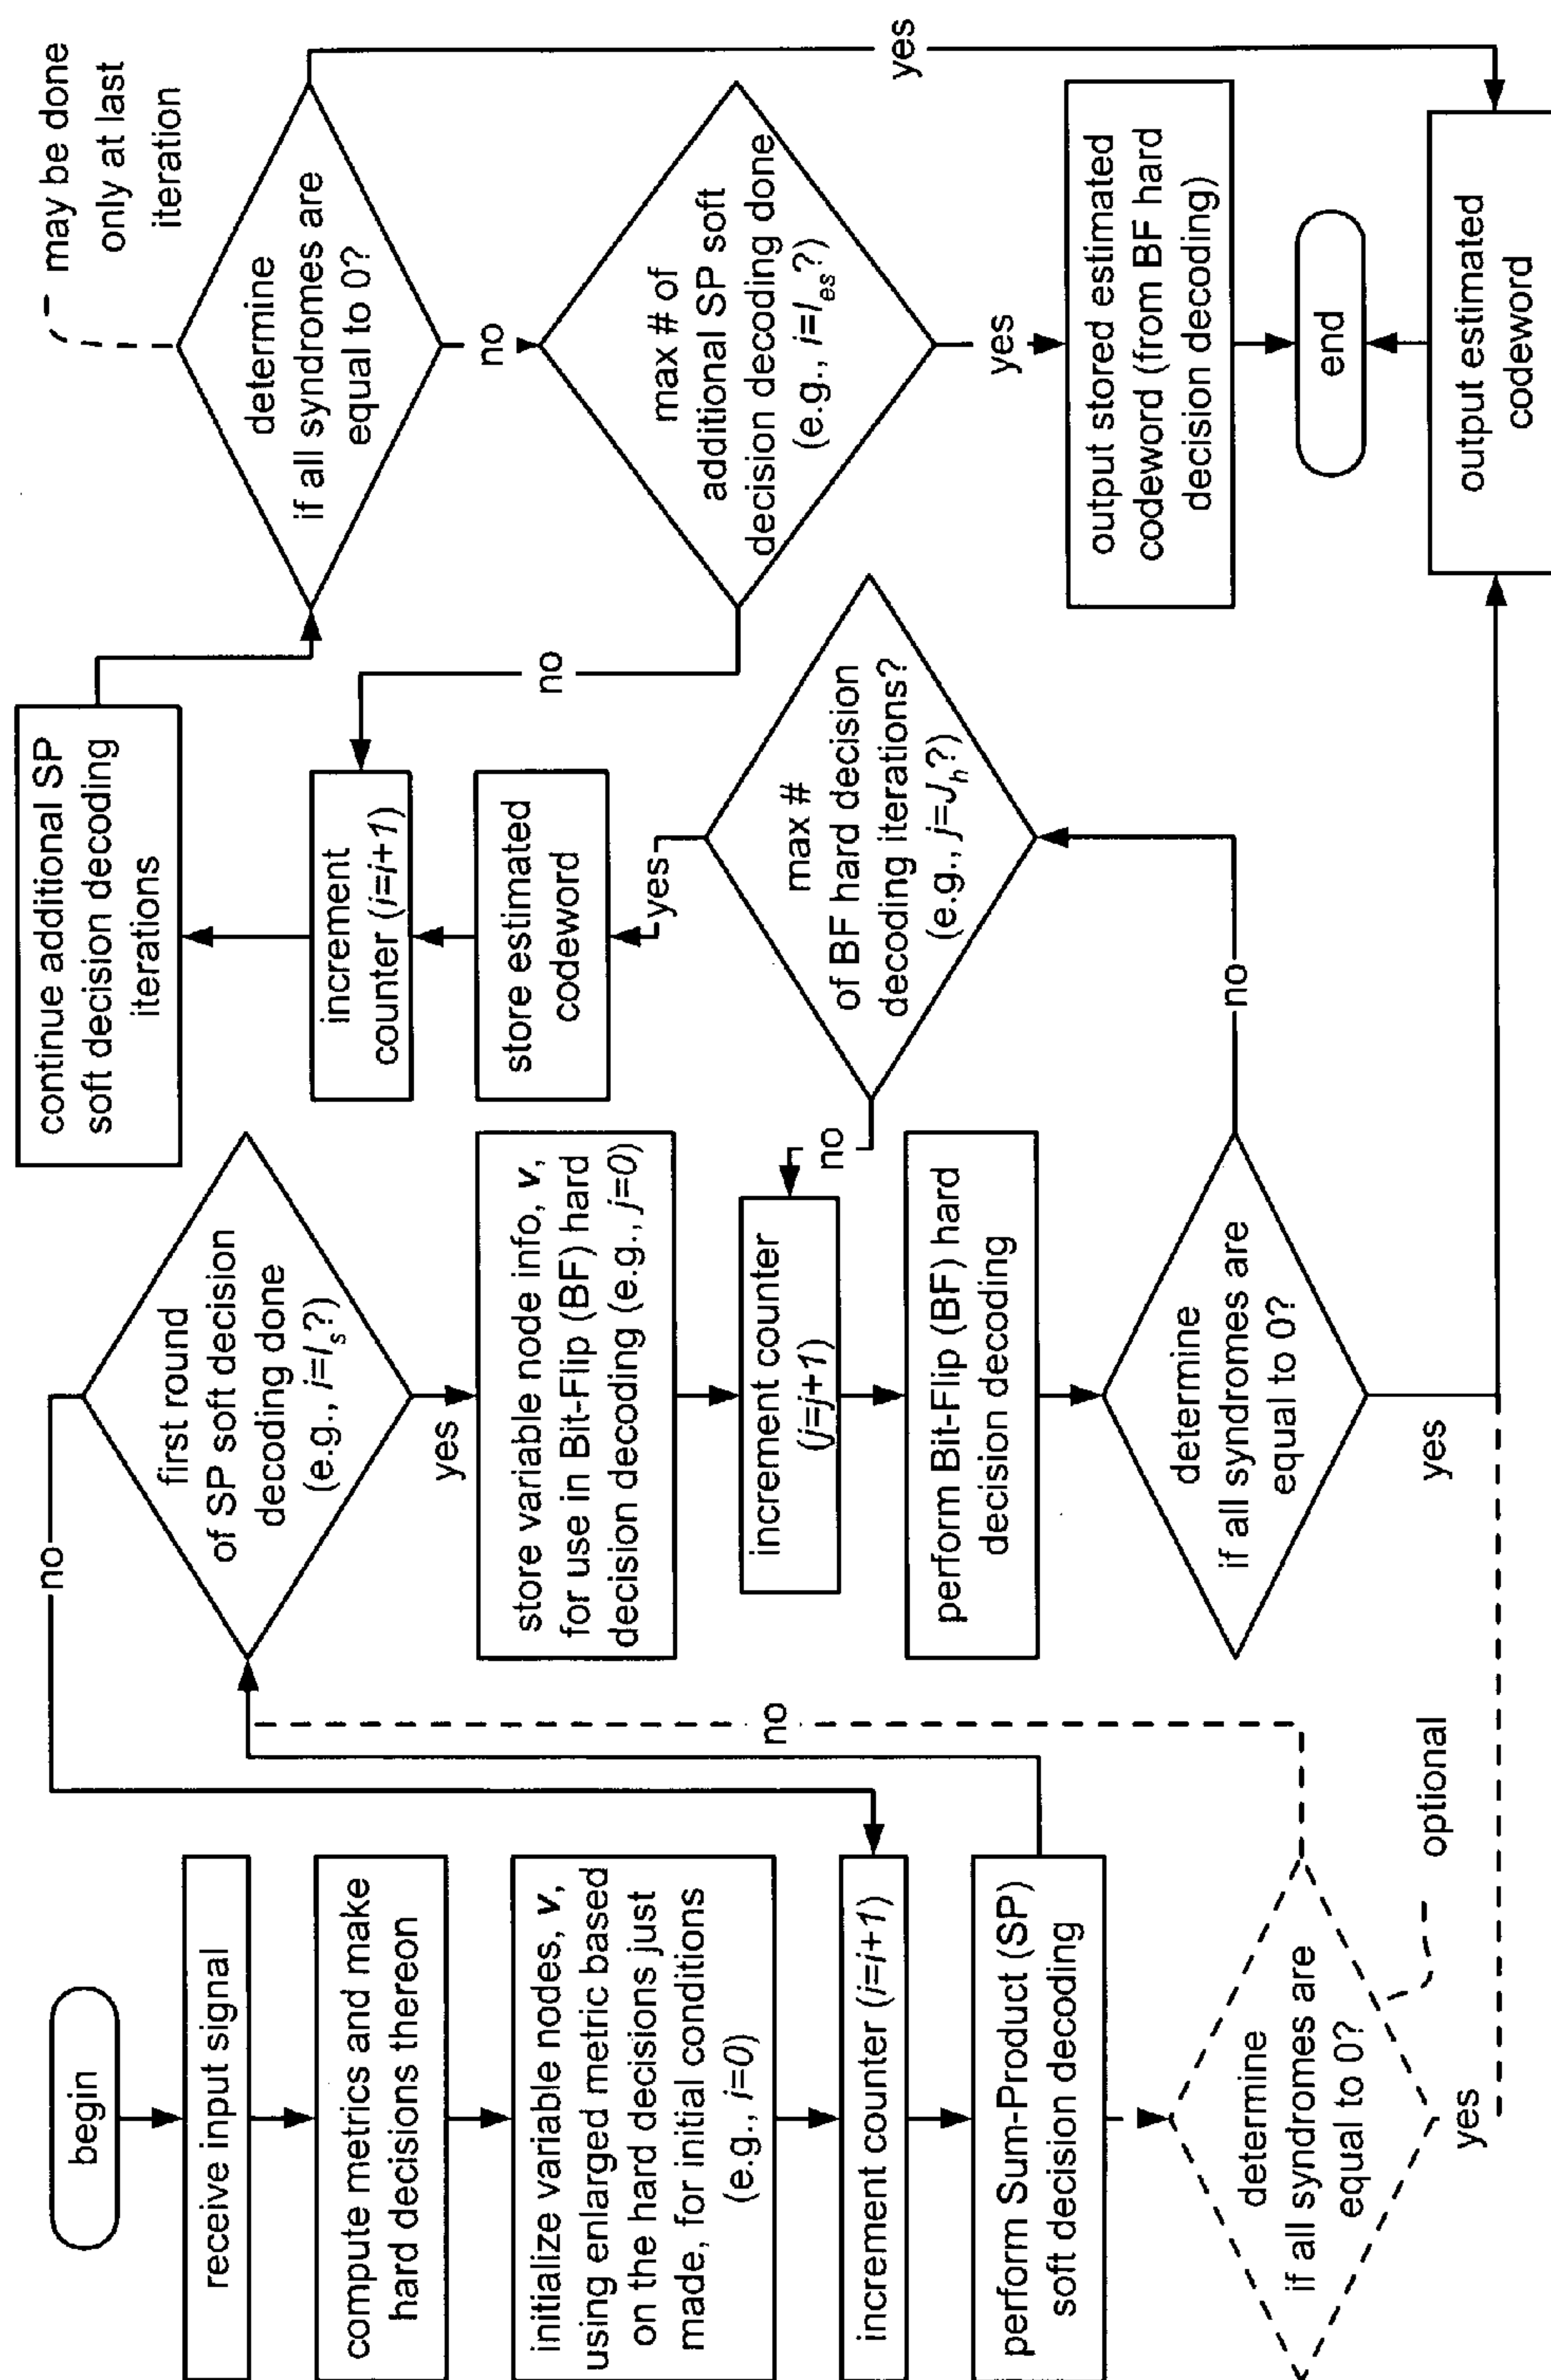 begin
receive input signal
compute metrics and make
hard decisions thereon
initialize variable nodes, v,
using enlarged metric based
on the hard decisions just
made, for initial conditions
(e.g., i=0)
increment counter (i=i+1)
perform Sum-Product (SP)
soft decision decoding
determine
if all syndromes are
equal to 0?
yes
optional
no
no
first round
of SP soft decision
decoding done
(e.g., i=Is?)
yes
store variable node info, v,
for use in Bit-Flip (BF) hard
decision decoding (e.g., j=0)
increment counter
(j=j+1)
perform Bit-Flip (BF) hard
decision decoding
determine
if all syndromes are
equal to 0?
yes
no
no
max #
of BF hard decision
decoding iterations?
(e.g., j=Jh?)
yes
store estimated
codeword
increment
counter (i=i+1)
continue additional SP
soft decision decoding
iterations
no
may be done
only at last
iteration
determine
if all syndromes are
equal to 0?
no
yes
max # of
additional SP soft
decision decoding done
(e.g., i=Ies?)
yes
output stored estimated
codeword (from BF hard
decision decoding)
end
output estimated
codeword